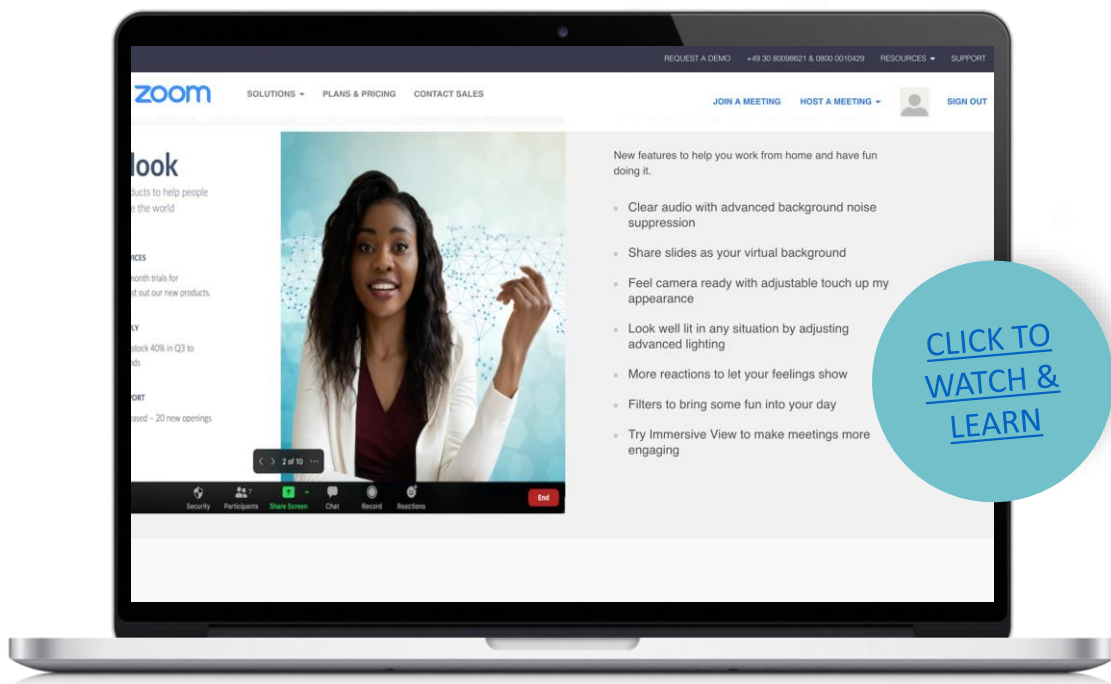 REQUEST A DEMO +49 30 80098621 & 0800 0010429 RESOURCES SUPPORT
zoom SOLUTIONS PLANS & PRICING CONTACT SALES JOIN A MEETING HOST A MEETING SIGN OUT
look
ducts to help people
e the world
ICES
month trials for
st out our new products.
LY
stock 40% in Q3 to
nds
PORT
eased - 20 new openings
2 of 10
Security Participants 7 Share Screen Chat Record Reactions End
New features to help you work from home and have fun
doing it.
Clear audio with advanced background noise
suppression
Share slides as your virtual background
Feel camera ready with adjustable touch up my
appearance
Look well lit in any situation by adjusting
advanced lighting
More reactions to let your feelings show
Filters to bring some fun into your day
Try Immersive View to make meetings more
engaging
CLICK TO
WATCH &
LEARN